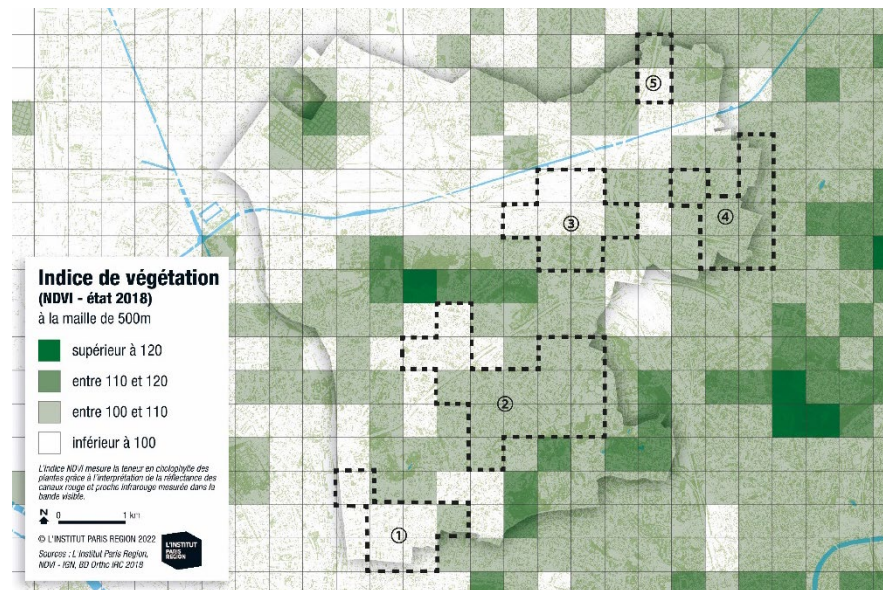 ⑤
③
④
②
①
Indice de végétation
(NDVI - état 2018)
à la maille de 500m
supérieur à 120
entre 110 et 120
entre 100 et 110
inférieur à 100
L'indice NDVI mesure la teneur en cholophylle des
plantes grâce à l'interprétation de la réflectance des
canaux rouge et proche infrarouge mesurée dans la
bande visible.
N 0 1 km
© L'INSTITUT PARIS REGION 2022
Sources : L'Institut Paris Region,
NDVI - IGN, BD Ortho IRC 2018
L'INSTITUT
PARIS
REGION